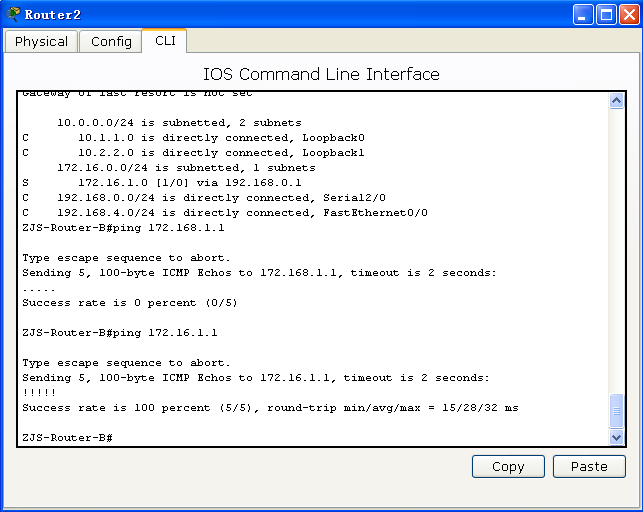 Router2
Physical Config CLI
IOS Command Line Interface
Gateway of last resort is not set
10.0.0.0/24 is subnetted, 2 subnets
C 10.1.1.0 is directly connected, Loopback0
C 10.2.2.0 is directly connected, Loopback1
172.16.0.0/24 is subnetted, 1 subnets
S 172.16.1.0 [1/0] via 192.168.0.1
C 192.168.0.0/24 is directly connected, Serial2/0
C 192.168.4.0/24 is directly connected, FastEthernet0/0
ZJS-Router-B#ping 172.168.1.1
Type escape sequence to abort.
Sending 5, 100-byte ICMP Echos to 172.168.1.1, timeout is 2 seconds:
.....
Success rate is 0 percent (0/5)
ZJS-Router-B#ping 172.16.1.1
Type escape sequence to abort.
Sending 5, 100-byte ICMP Echos to 172.16.1.1, timeout is 2 seconds:
!!!!!
Success rate is 100 percent (5/5), round-trip min/avg/max = 15/28/32 ms
ZJS-Router-B#
Copy Paste